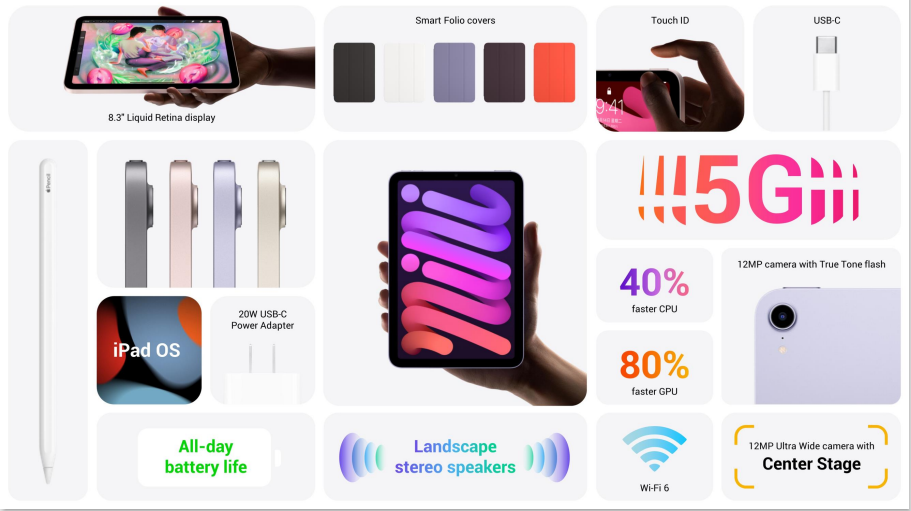 8.3" Liquid Retina display
Smart Folio covers
Touch ID
9:41
USB-C
Pencil
5G
40%
faster CPU
12MP camera with True Tone flash
iPad OS
20W USB-C
Power Adapter
80%
faster GPU
All-day
battery life
Landscape
stereo speakers
Wi-Fi 6
12MP Ultra Wide camera with
Center Stage